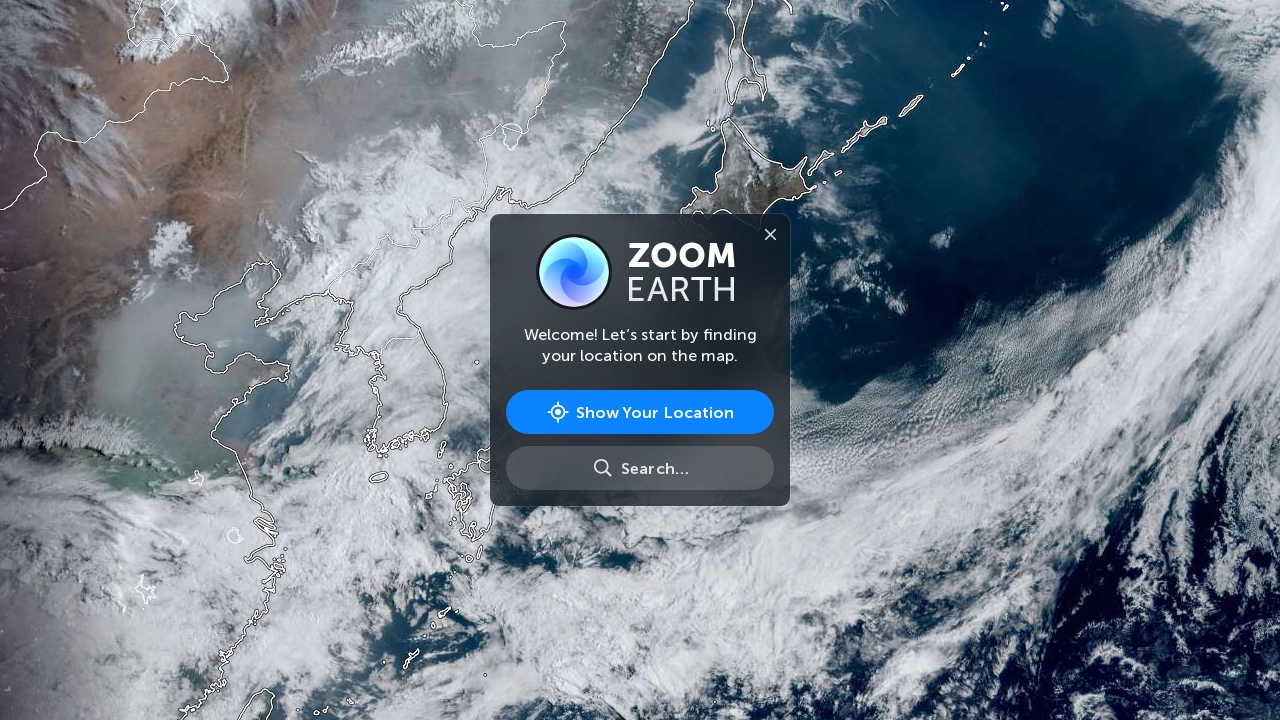 ZOOM
EARTH
Welcome! Let’s start by finding
your location on the map.
Show Your Location
Search…